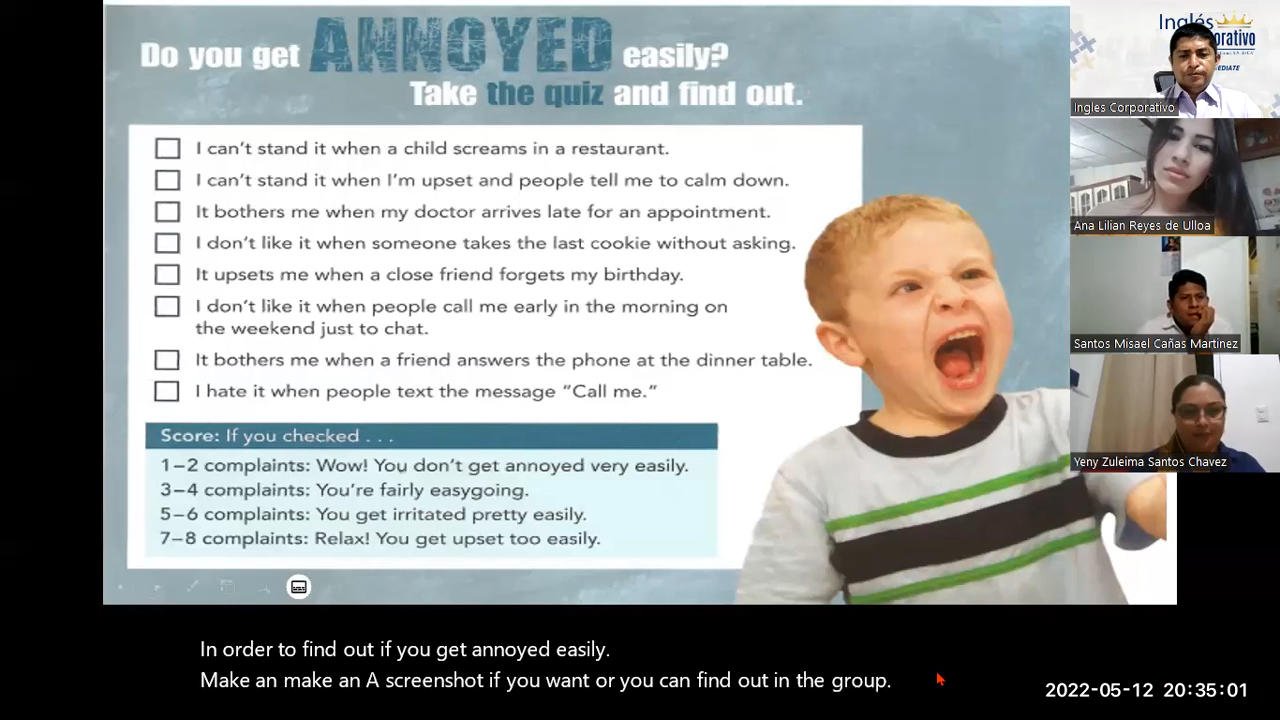 Do you get ANNOYED easily?
Take the quiz and find out.
I can't stand it when a child screams in a restaurant.
I can't stand it when I'm upset and people tell me to calm down.
It bothers me when my doctor arrives late for an appointment.
I don't like it when someone takes the last cookie without asking.
It upsets me when a close friend forgets my birthday.
I don't like it when people call me early in the morning on
the weekend just to chat.
It bothers me when a friend answers the phone at the dinner table.
I hate it when people text the message "Call me."
Score: If you checked . . .
1–2 complaints: Wow! You don't get annoyed very easily.
3–4 complaints: You're fairly easygoing.
5–6 complaints: You get irritated pretty easily.
7–8 complaints: Relax! You get upset too easily.
Inglés
Ingles Corporativo
Ana Lilian Reyes de Ulloa
Santos Misael Cañas Martinez
Yeny Zuleima Santos Chavez
In order to find out if you get annoyed easily.
Make an make an A screenshot if you want or you can find out in the group.
2022-05-12 20:35:01